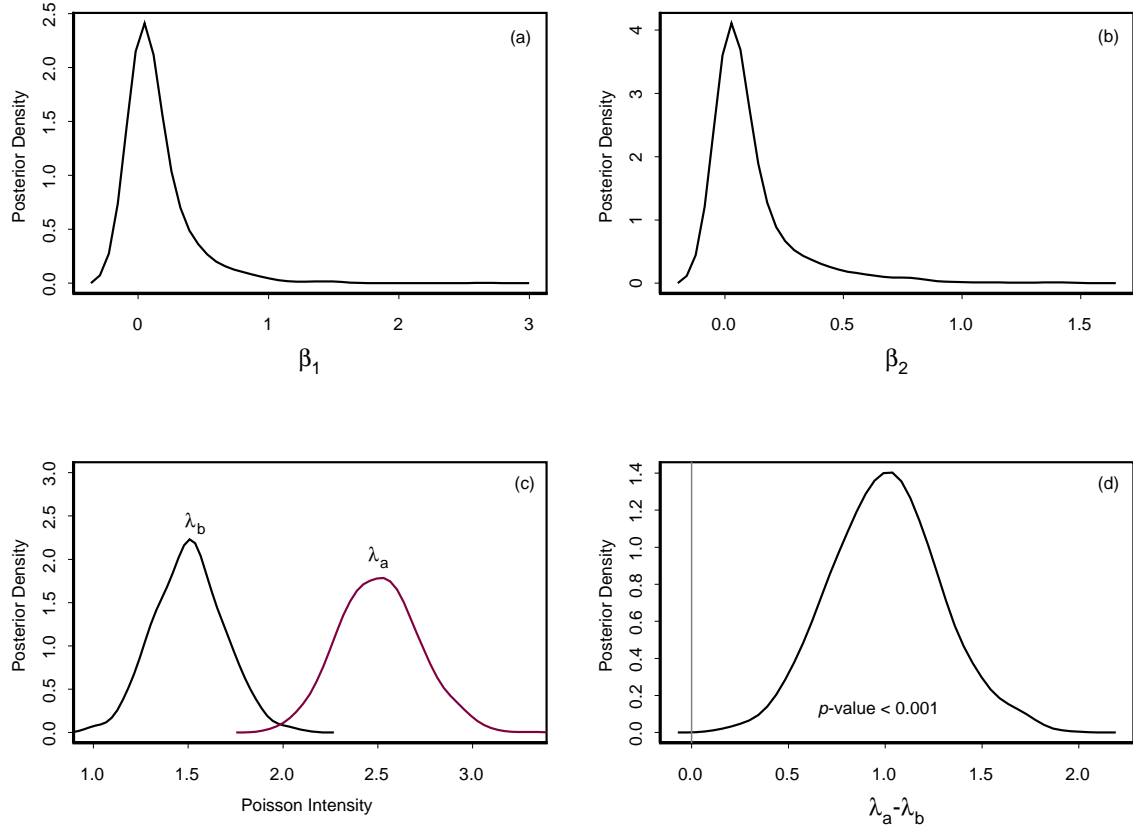 (a)
Posterior Density
0.0 0.5 1.0 1.5 2.0 2.5
0 1 2 3
β1
(b)
Posterior Density
0 1 2 3 4
0.0 0.5 1.0 1.5
β2
(c)
Posterior Density
0.0 0.5 1.0 1.5 2.0 2.5 3.0
λb
λa
1.0 1.5 2.0 2.5 3.0
Poisson Intensity
(d)
Posterior Density
0.0 0.2 0.4 0.6 0.8 1.0 1.2 1.4
p-value < 0.001
0.0 0.5 1.0 1.5 2.0
λa-λb